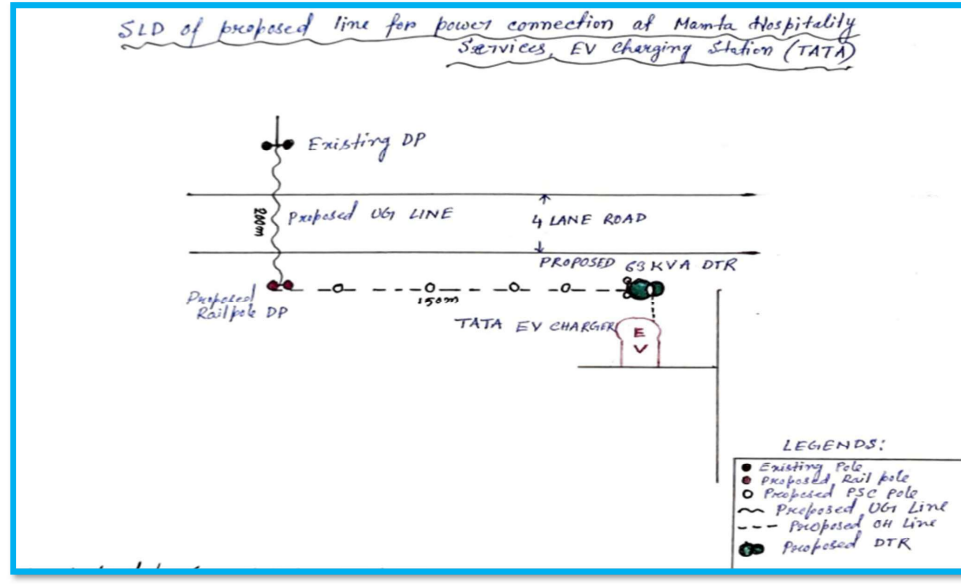 SLD of proposed line for power connection at Mamta Hospitality
Services, EV Charging Station (TATA)
Existing DP
200m
Proposed UG LINE
4 LANE ROAD
PROPOSED 63 KVA DTR
Proposed
Railpole DP
150m
TATA EV CHARGER
E
V
LEGENDS:
Existing Pole
Proposed Rail pole
Proposed PSC Pole
Proposed UG Line
Proposed OH Line
Proposed DTR